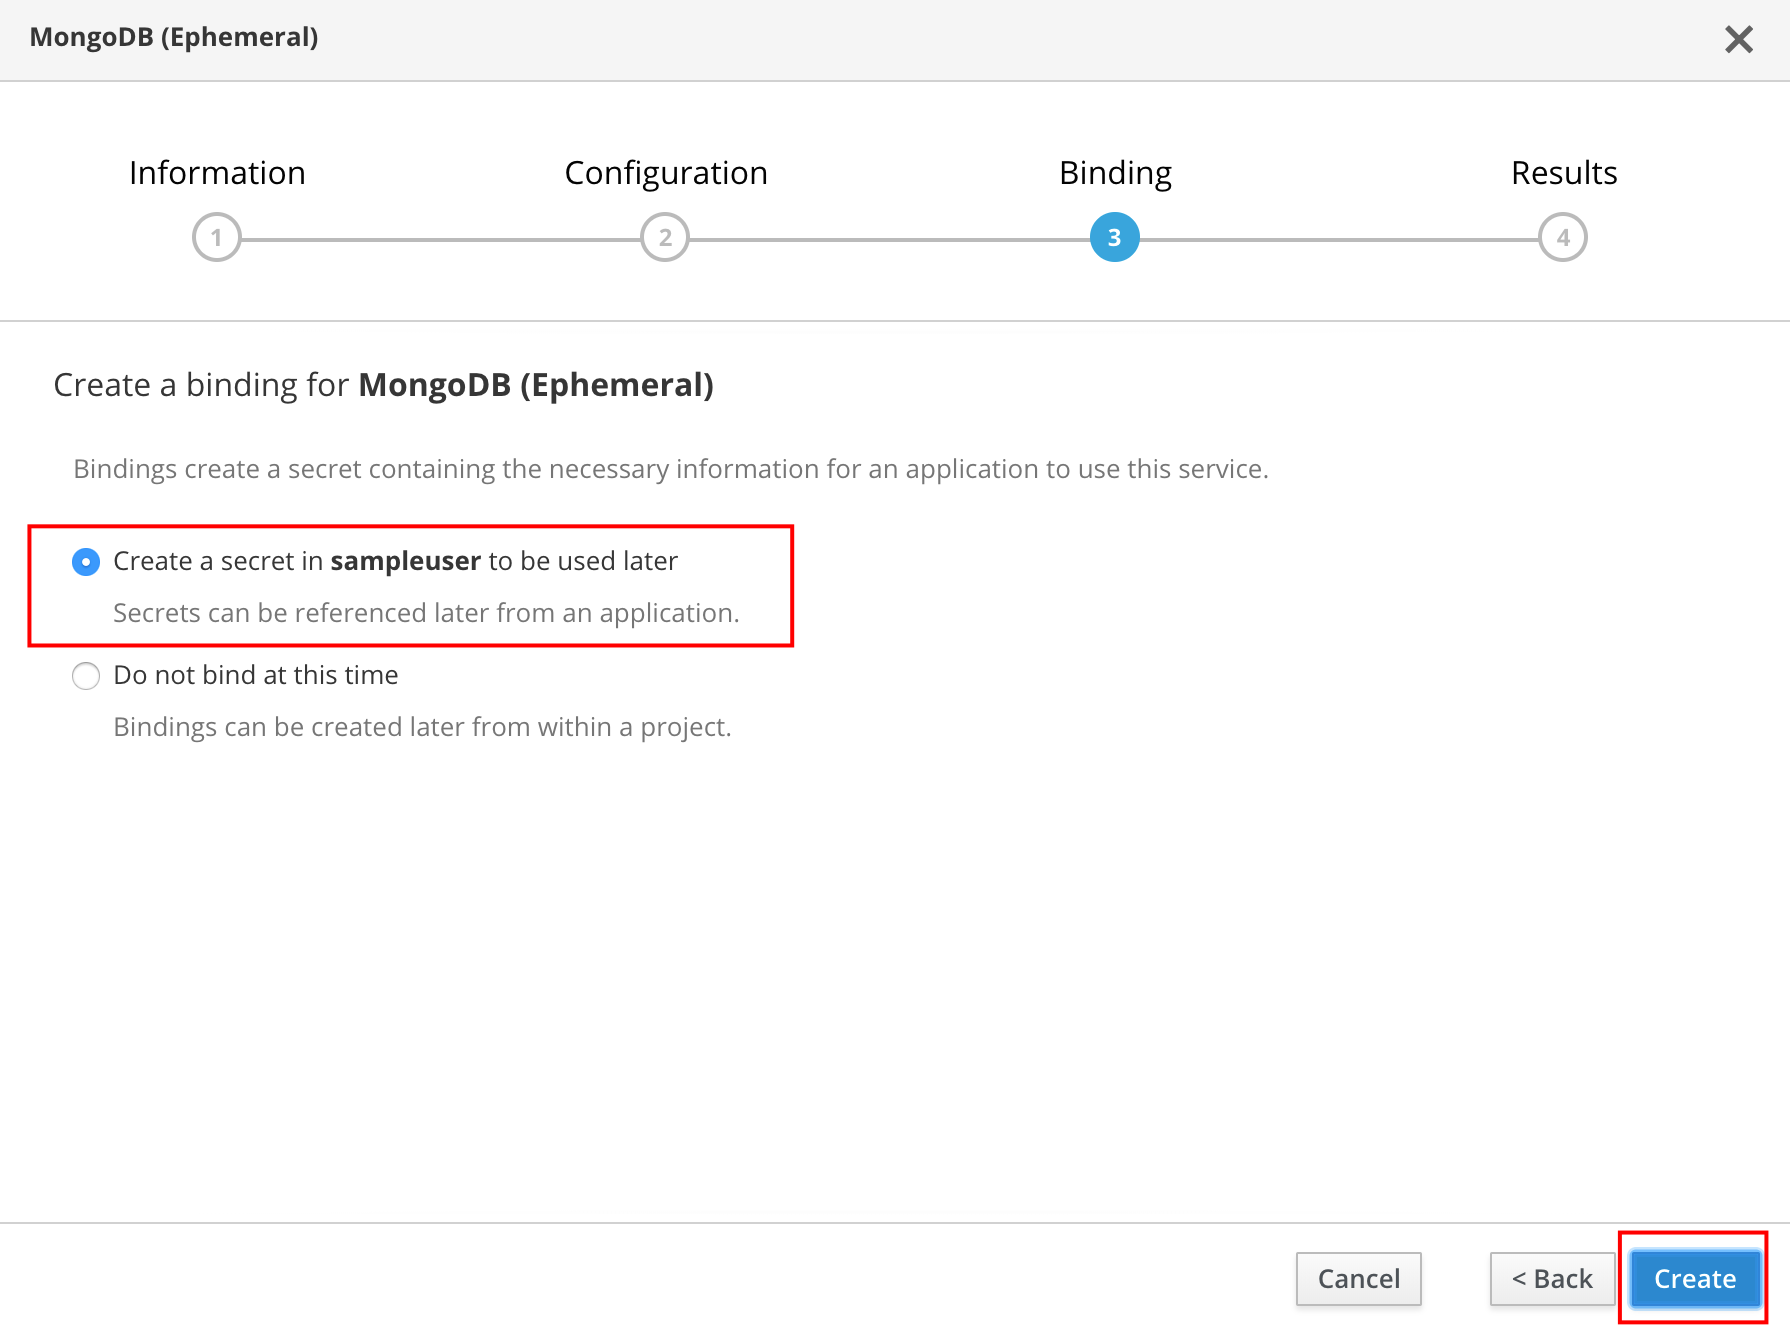 MongoDB (Ephemeral)
Information Configuration Binding Results
1 2 3 4
Create a binding for MongoDB (Ephemeral)
Bindings create a secret containing the necessary information for an application to use this service.
Create a secret in sampleuser to be used later
Secrets can be referenced later from an application.
Do not bind at this time
Bindings can be created later from within a project.
Cancel < Back Create